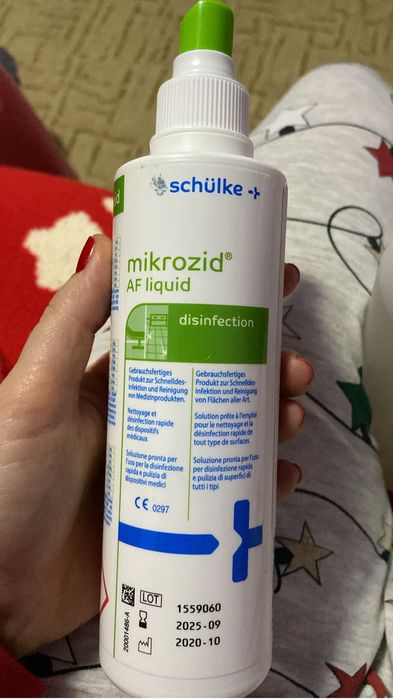 schülke -+
mikrozid®
AF liquid
disinfection
Gebrauchsfertiges
Produkt zur Schnelldes-
infektion und Reinigung
von Medizinprodukten.
Nettoyage et
désinfection rapide
des dispositifs
médicaux
Soluzione pronta per
l'uso per la disinfezione
rapida e pulizia di
dispositivi medici
Gebrauchsfertiges
Produkt zur Schnelldes-
infektion und Reinigung
von Flächen aller Art.
Solution prête à l'emploi
pour le nettoyage et la
désinfection rapide de
tout type de surfaces
Soluzione pronta per l'uso
per disinfezione rapida
e pulizia di superfici di
tutti i tipi
CE 0297
LOT
1559060
2025-09
2020-10
20001486-A
id